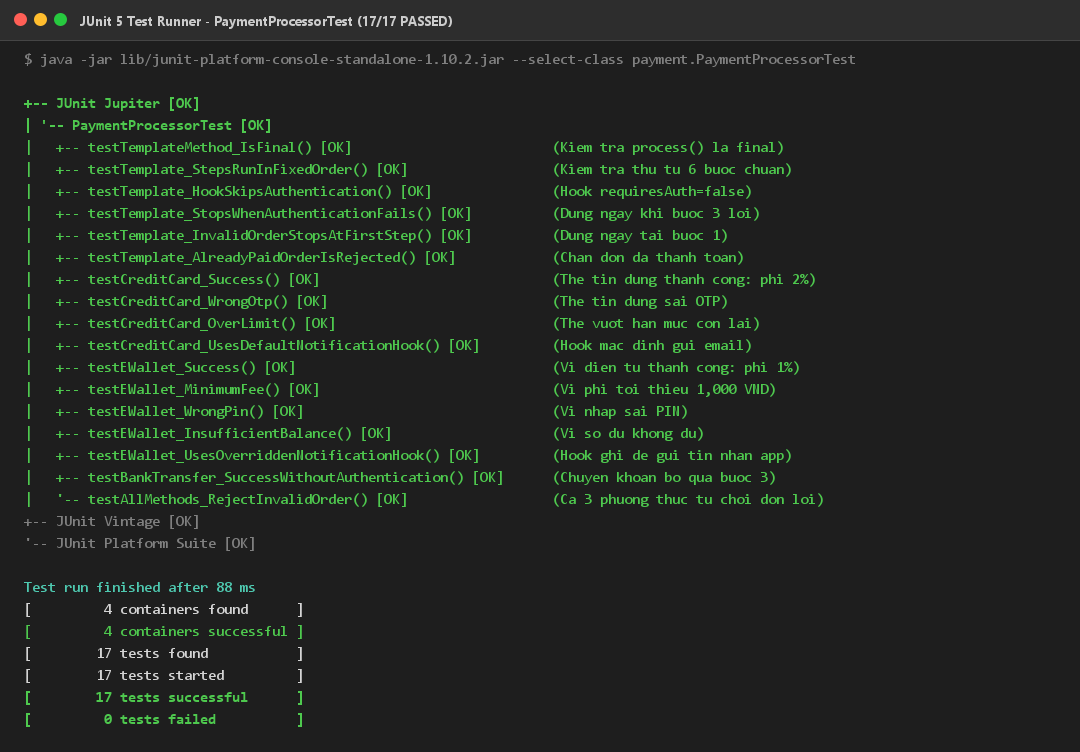 JUnit 5 Test Runner - PaymentProcessorTest (17/17 PASSED)
$ java -jar lib/junit-platform-console-standalone-1.10.2.jar --select-class payment.PaymentProcessorTest
+-- JUnit Jupiter [OK]
| '-- PaymentProcessorTest [OK]
|   +-- testTemplateMethod_IsFinal() [OK] (Kiem tra process() la final)
|   +-- testTemplate_StepsRunInFixedOrder() [OK] (Kiem tra thu tu 6 buoc chuan)
|   +-- testTemplate_HookSkipsAuthentication() [OK] (Hook requiresAuth=false)
|   +-- testTemplate_StopsWhenAuthenticationFails() [OK] (Dung ngay khi buoc 3 loi)
|   +-- testTemplate_InvalidOrderStopsAtFirstStep() [OK] (Dung ngay tai buoc 1)
|   +-- testTemplate_AlreadyPaidOrderIsRejected() [OK] (Chan don da thanh toan)
|   +-- testCreditCard_Success() [OK] (The tin dung thanh cong: phi 2%)
|   +-- testCreditCard_WrongOtp() [OK] (The tin dung sai OTP)
|   +-- testCreditCard_OverLimit() [OK] (The vuot han muc con lai)
|   +-- testCreditCard_UsesDefaultNotificationHook() [OK] (Hook mac dinh gui email)
|   +-- testEWallet_Success() [OK] (Vi dien tu thanh cong: phi 1%)
|   +-- testEWallet_MinimumFee() [OK] (Vi phi toi thieu 1,000 VND)
|   +-- testEWallet_WrongPin() [OK] (Vi nhap sai PIN)
|   +-- testEWallet_InsufficientBalance() [OK] (Vi so du khong du)
|   +-- testEWallet_UsesOverriddenNotificationHook() [OK] (Hook ghi de gui tin nhan app)
|   +-- testBankTransfer_SuccessWithoutAuthentication() [OK] (Chuyen khoan bo qua buoc 3)
|   '-- testAllMethods_RejectInvalidOrder() [OK] (Ca 3 phuong thuc tu choi don loi)
+-- JUnit Vintage [OK]
'-- JUnit Platform Suite [OK]
Test run finished after 88 ms
[         4 containers found      ]
[         4 containers successful ]
[        17 tests found           ]
[        17 tests started         ]
[        17 tests successful      ]
[         0 tests failed          ]